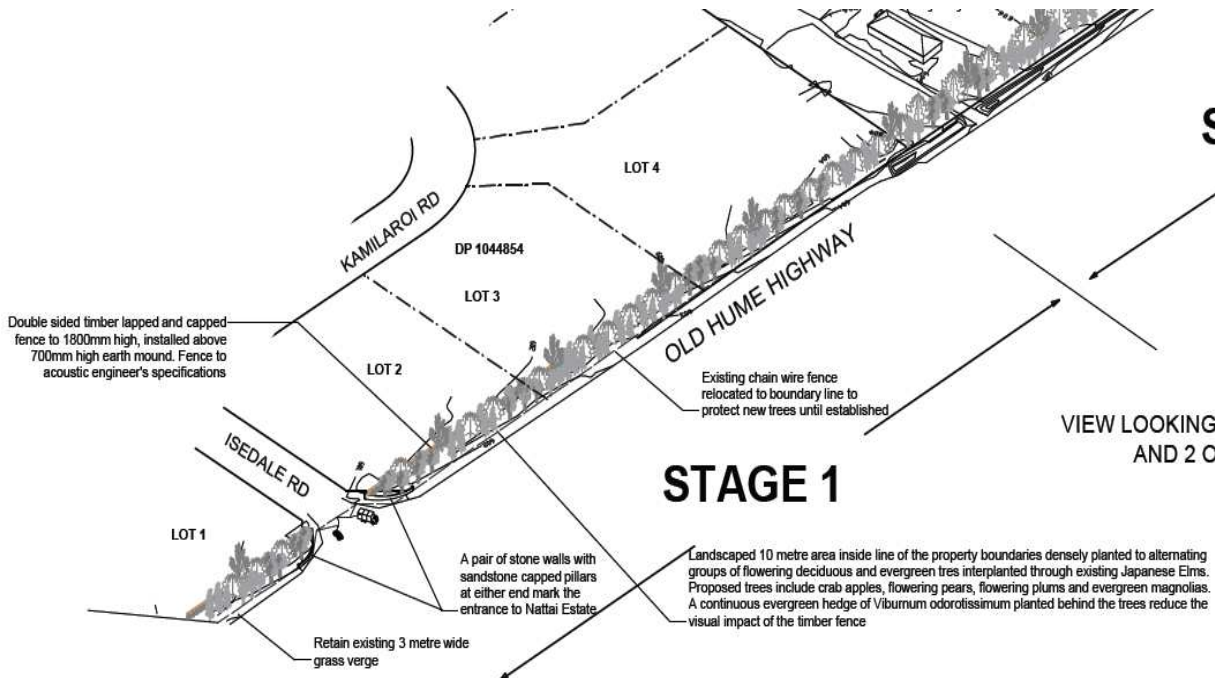 S
LOT 4
KAMILAROI RD
DP 1044854
LOT 3
OLD HUME HIGHWAY
Double sided timber lapped and capped
fence to 1800mm high, installed above
700mm high earth mound. Fence to
acoustic engineer's specifications
LOT 2
Existing chain wire fence
relocated to boundary line to
protect new trees until established
VIEW LOOKING
AND 2 O
ISEDALE RD
STAGE 1
LOT 1
A pair of stone walls with
sandstone capped pillars
at either end mark the
entrance to Nattai Estate
Landscaped 10 metre area inside line of the property boundaries densely planted to alternating
groups of flowering deciduous and evergreen tres interplanted through existing Japanese Elms.
Proposed trees include crab apples, flowering pears, flowering plums and evergreen magnolias.
A continuous evergreen hedge of Viburnum odorotissimum planted behind the trees reduce the
visual impact of the timber fence
Retain existing 3 metre wide
grass verge